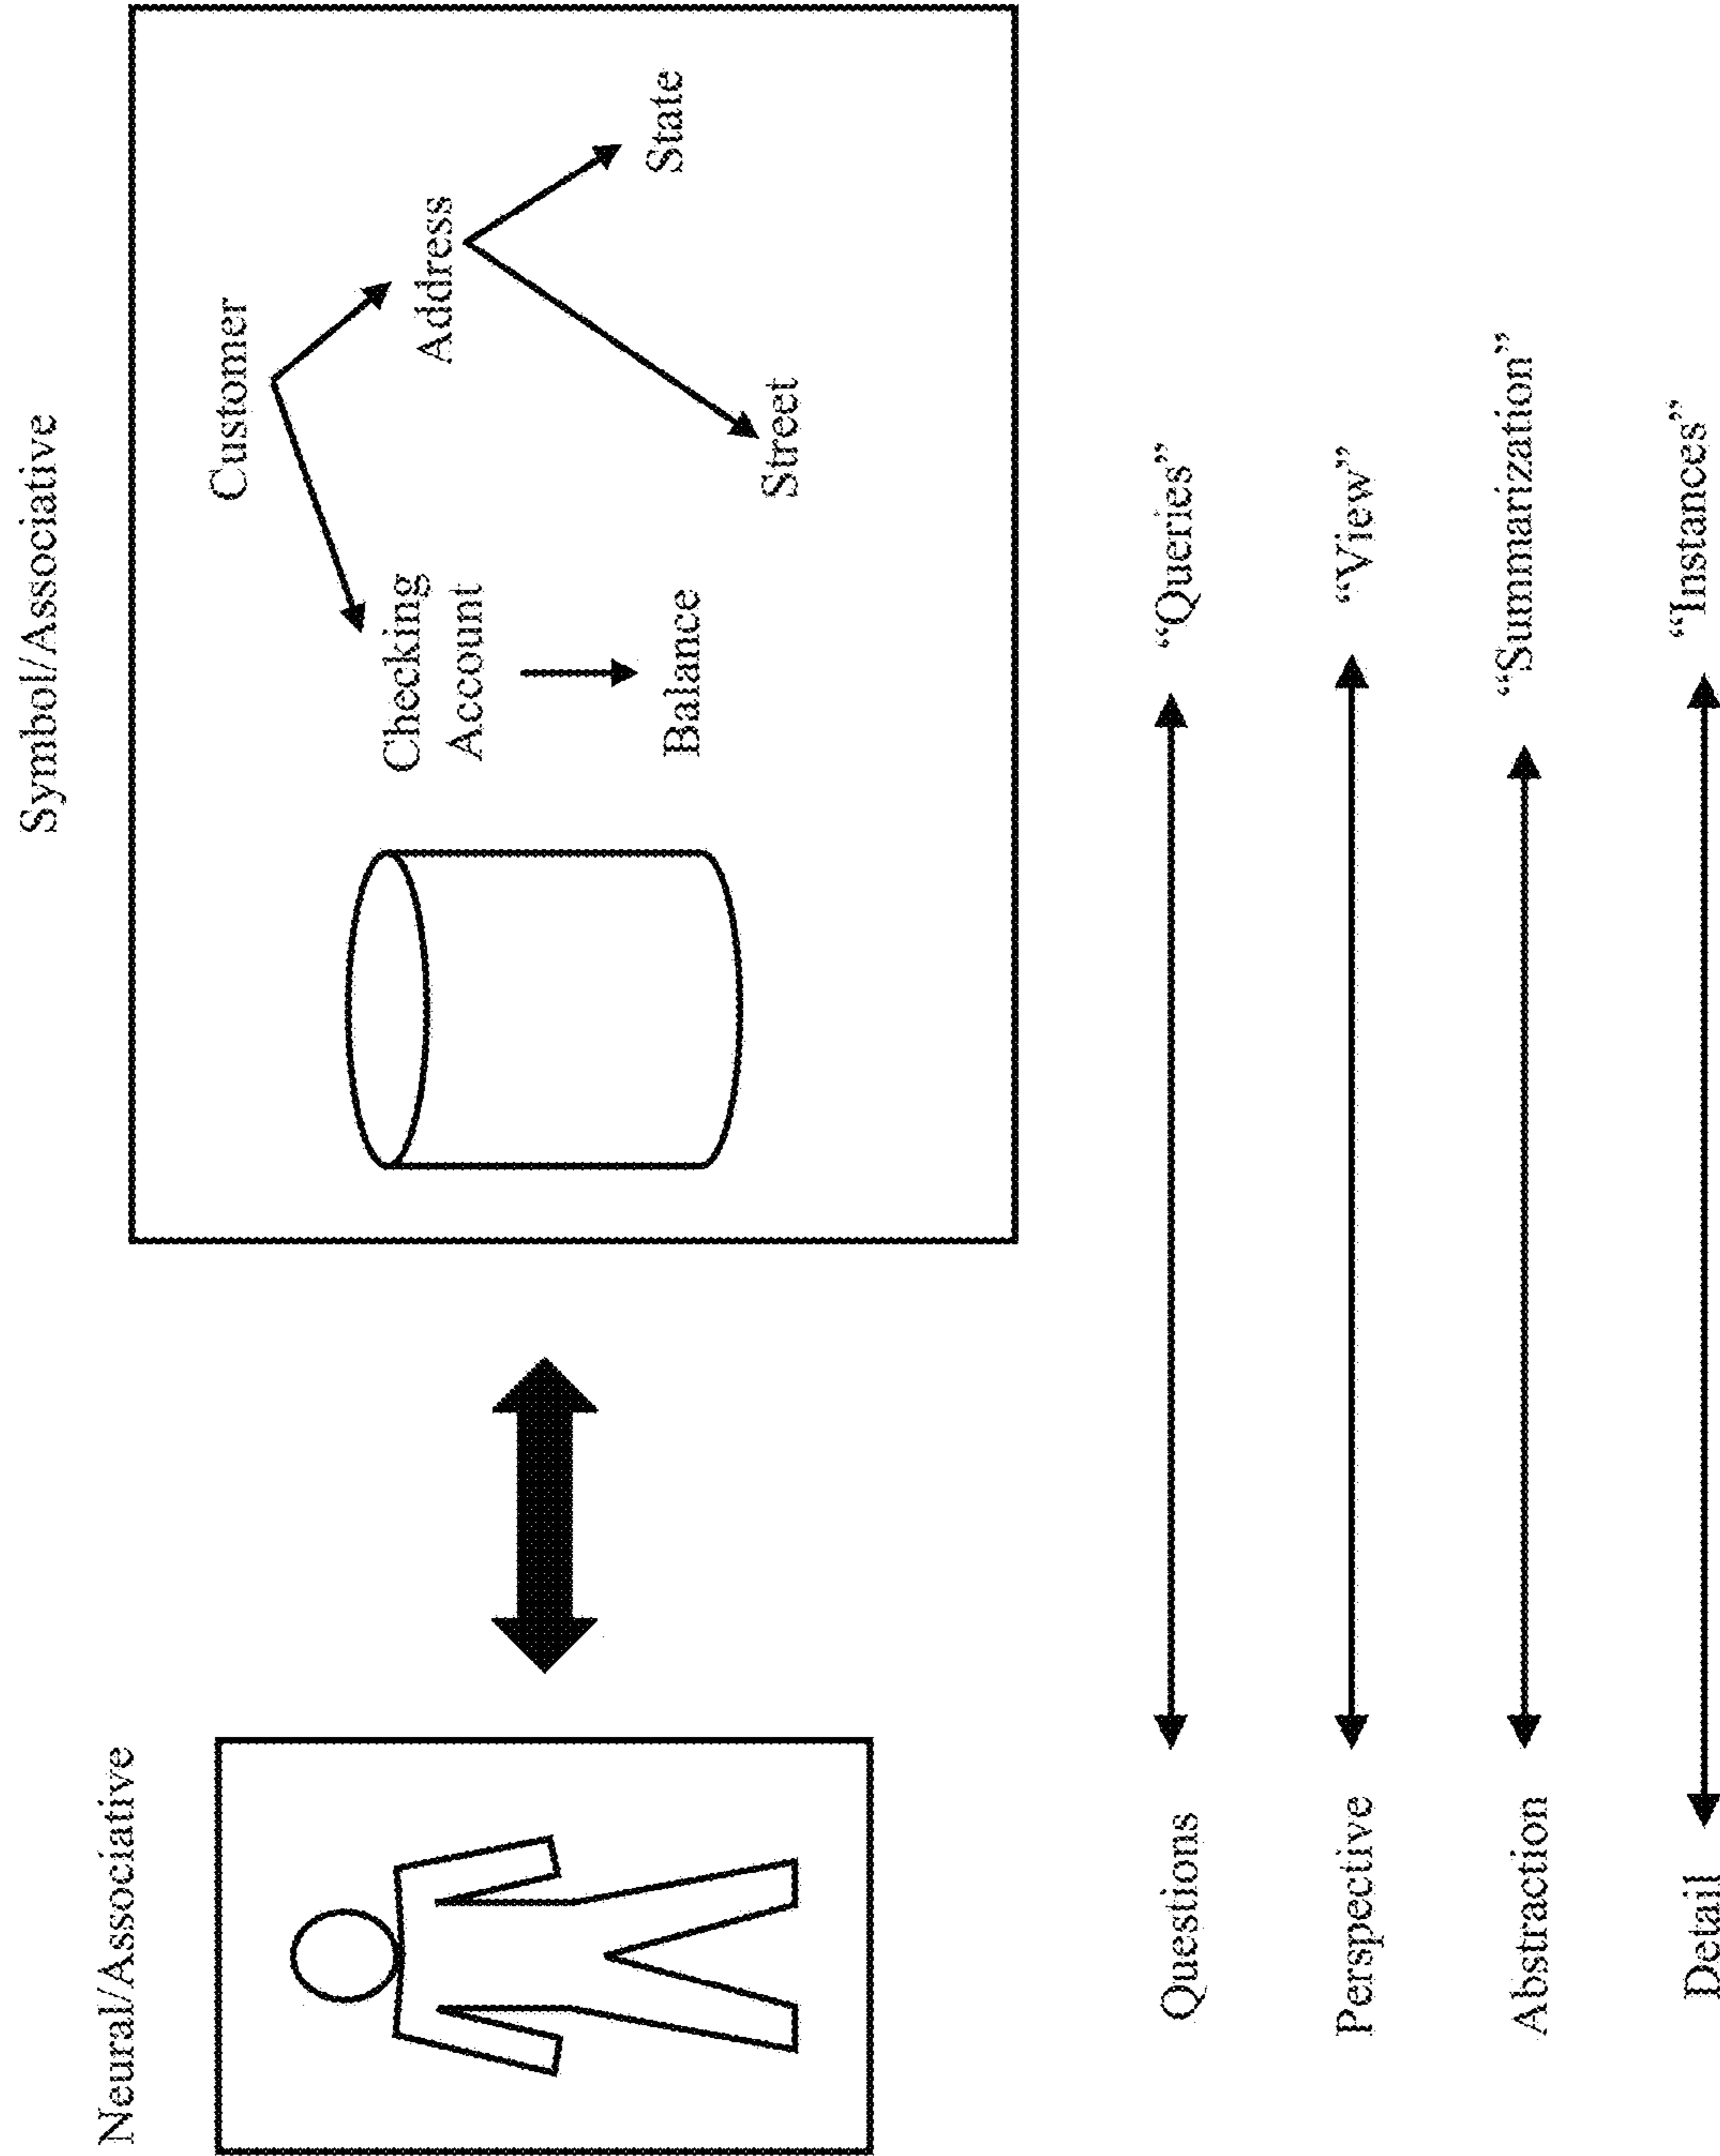 Neural/Associative
Symbol/Associative
Customer
Checking
Account
Address
Balance
Street
State
Questions
“Queries”
Perspective
“View”
Abstraction
“Summarization”
Detail
“Instances”